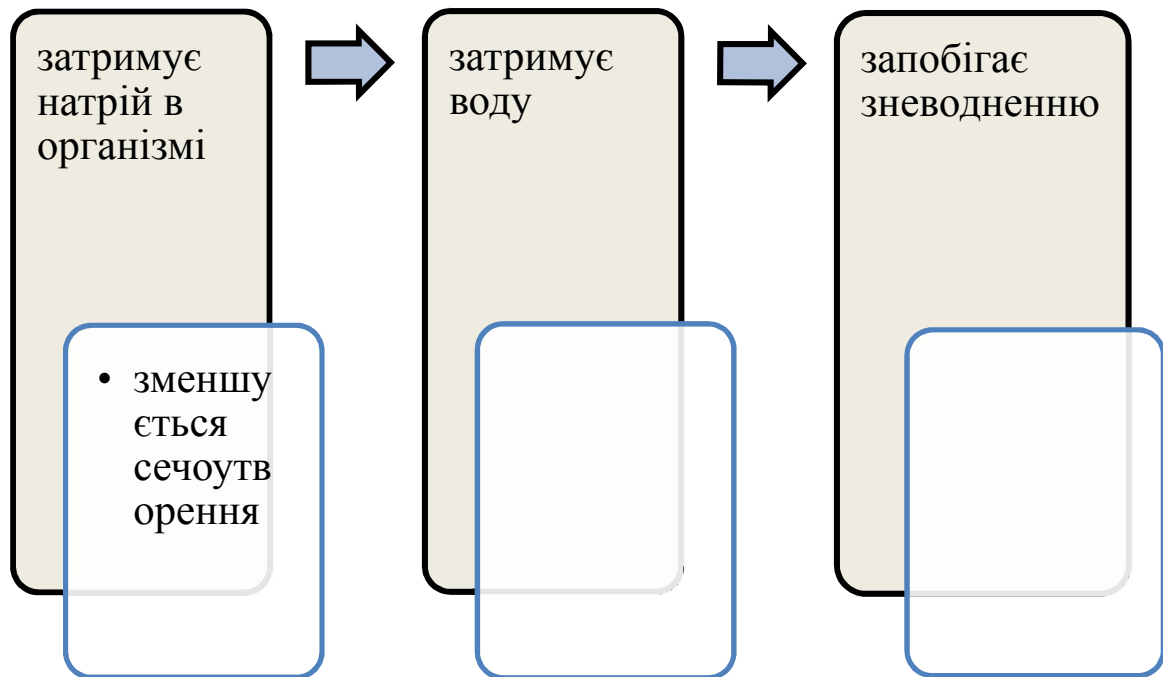 затримує
натрій в
організмі
• зменшу
ється
сечоутв
орення
затримує
воду
запобігає
зневодненню